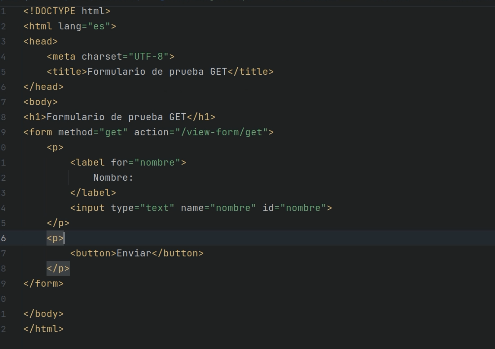 1 <!DOCTYPE html>
2 <html lang="es">
3 <head>
4     <meta charset="UTF-8">
5     <title>Formulario de prueba GET</title>
6 </head>
7 <body>
8 <h1>Formulario de prueba GET</h1>
9 <form method="get" action="/view-form/get">
0     <p>
1         <label for="nombre">
2             Nombre:
3         </label>
4         <input type="text" name="nombre" id="nombre">
5     </p>
6     <p>
7         <button>Enviar</button>
8     </p>
9 </form>
0
1 </body>
2 </html>